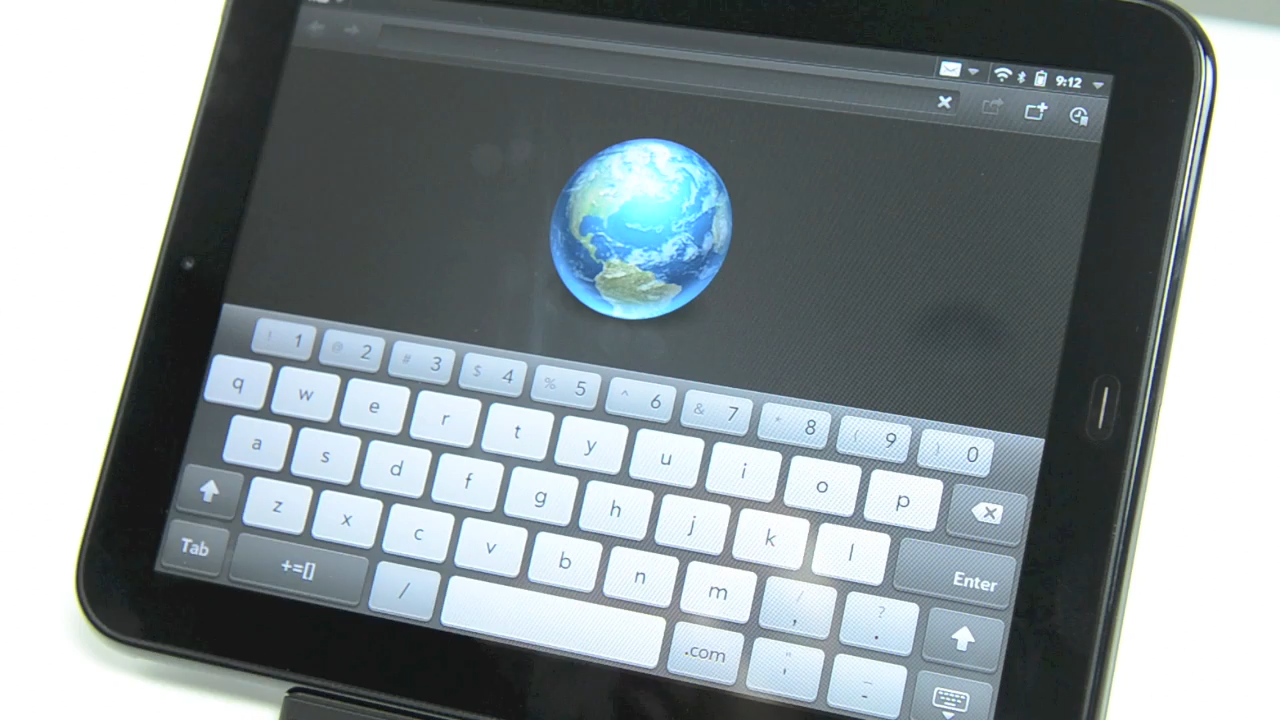 9:12
! 1 @ 2 # 3 $ 4 % 5 ^ 6 & 7 * 8 ( 9 ) 0
q w e r t y u i o p
a s d f g h j k l Enter
z x c v b n m / , ? .
Tab +=[] / .com ' -